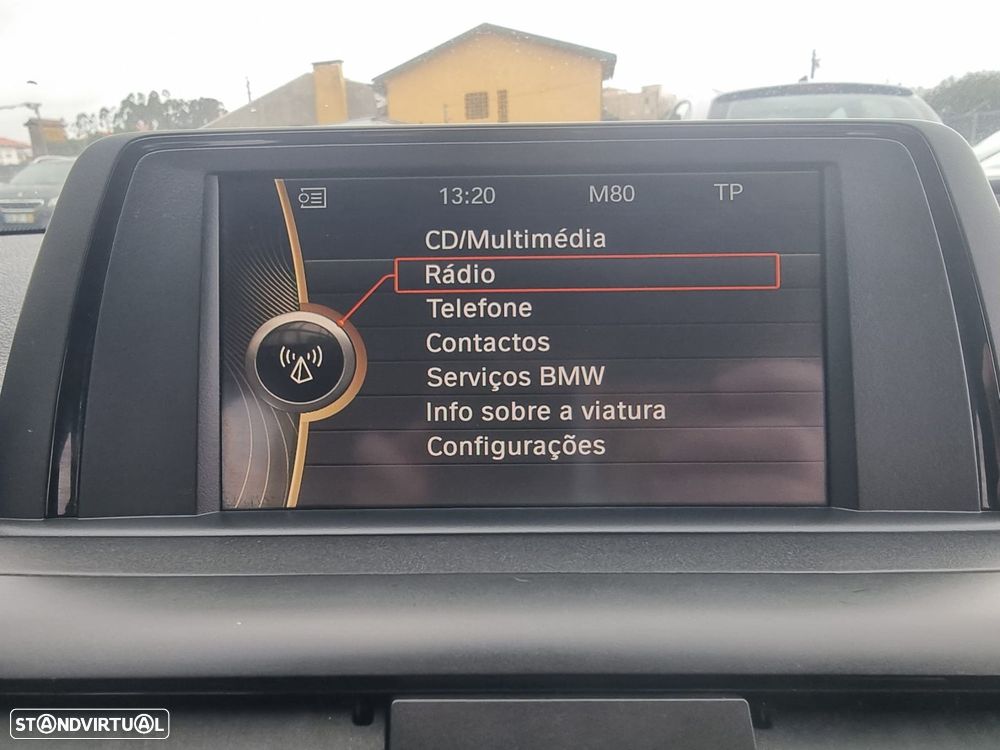 13:20 M80 TP
CD/Multimédia
Rádio
Telefone
Contactos
Serviços BMW
Info sobre a viatura
Configurações
STANDVIRTUAL